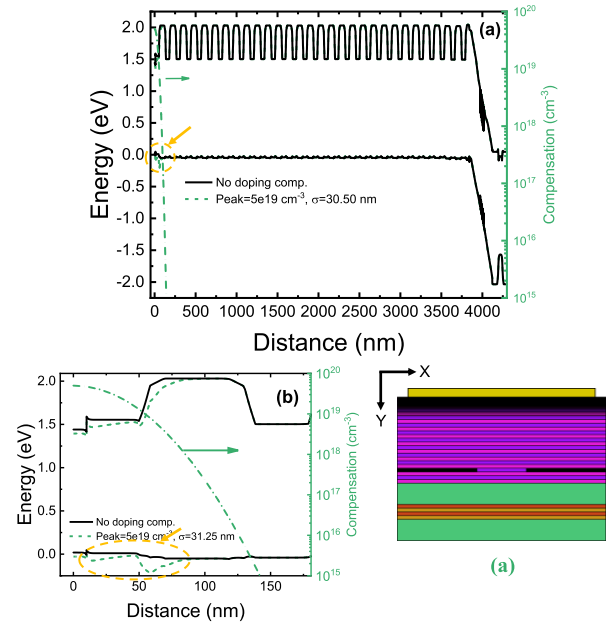 (a)
Energy (eV)
2.0
1.5
1.0
0.5
0.0
-0.5
-1.0
-1.5
-2.0
No doping comp.
Peak=5e19 cm⁻³, σ=30.50 nm
10²⁰
10¹⁹
10¹⁸
10¹⁷
10¹⁶
10¹⁵
Compensation (cm⁻³)
0 500 1000 1500 2000 2500 3000 3500 4000
Distance (nm)
(b)
Energy (eV)
2.0
1.5
1.0
0.5
0.0
No doping comp.
Peak=5e19 cm⁻³, σ=31.25 nm
10²⁰
10¹⁹
10¹⁸
10¹⁷
10¹⁶
10¹⁵
Compensation (cm⁻³)
0 50 100 150
Distance (nm)
X
Y
(a)